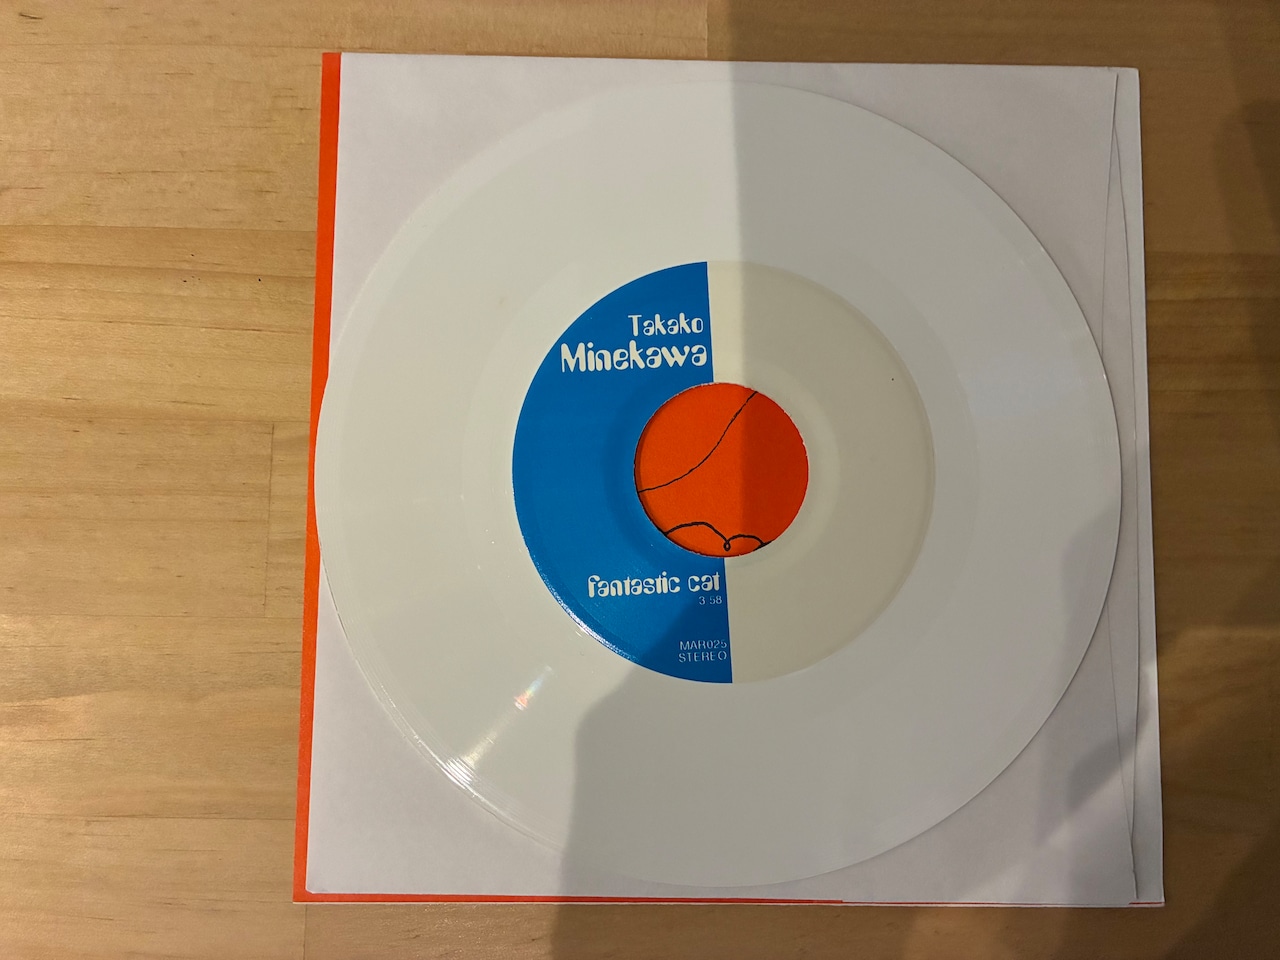 Takako
Minekawa
fantastic cat
3:58
MAR025
STEREO